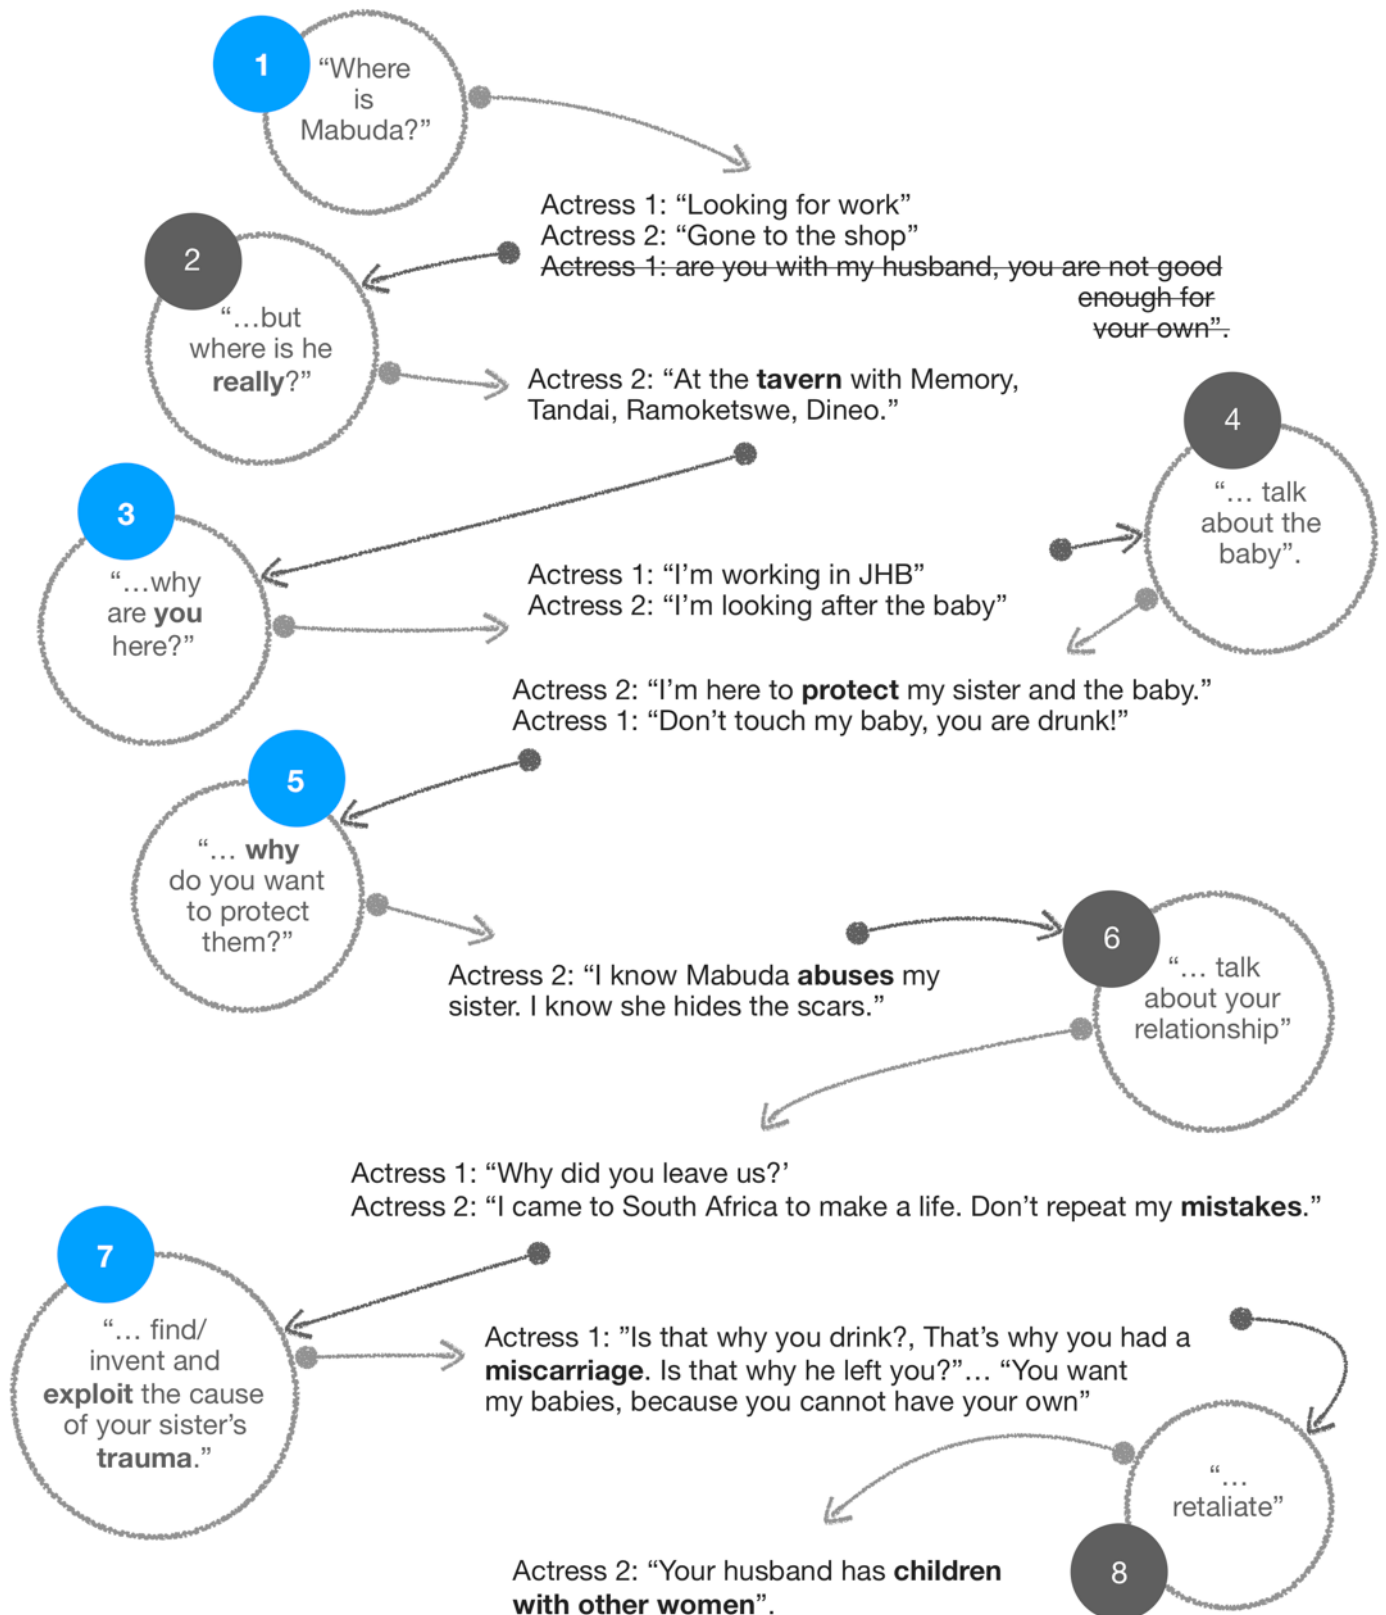 1
“Where
is
Mabuda?”
Actress 1: “Looking for work”
Actress 2: “Gone to the shop”
Actress 1: are you with my husband, you are not good
enough for
your own”.
2
“…but
where is he
really?”
Actress 2: “At the tavern with Memory,
Tandai, Ramoketswe, Dineo.”
3
“…why
are you
here?”
Actress 1: “I’m working in JHB”
Actress 2: “I’m looking after the baby”
4
“… talk
about the
baby”.
Actress 2: “I’m here to protect my sister and the baby.”
Actress 1: “Don’t touch my baby, you are drunk!”
5
“… why
do you want
to protect
them?”
Actress 2: “I know Mabuda abuses my
sister. I know she hides the scars.”
6
“… talk
about your
relationship”
Actress 1: “Why did you leave us?’
Actress 2: “I came to South Africa to make a life. Don’t repeat my mistakes.”
7
“… find/
invent and
exploit the cause
of your sister’s
trauma.”
Actress 1: ”Is that why you drink?, That’s why you had a
miscarriage. Is that why he left you?”… “You want
my babies, because you cannot have your own”
“…
retaliate”
8
Actress 2: “Your husband has children
with other women”.